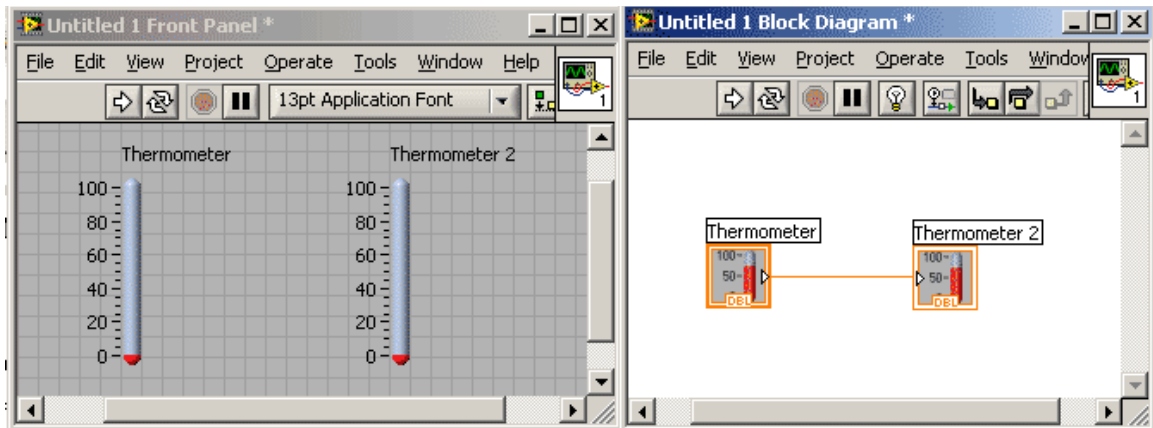 Untitled 1 Front Panel *
File Edit View Project Operate Tools Window Help
13pt Application Font
1
Thermometer
100
80
60
40
20
0
Thermometer 2
100
80
60
40
20
0
Untitled 1 Block Diagram *
File Edit View Project Operate Tools Window
1
Thermometer
100
50
DBL
Thermometer 2
100
50
DBL